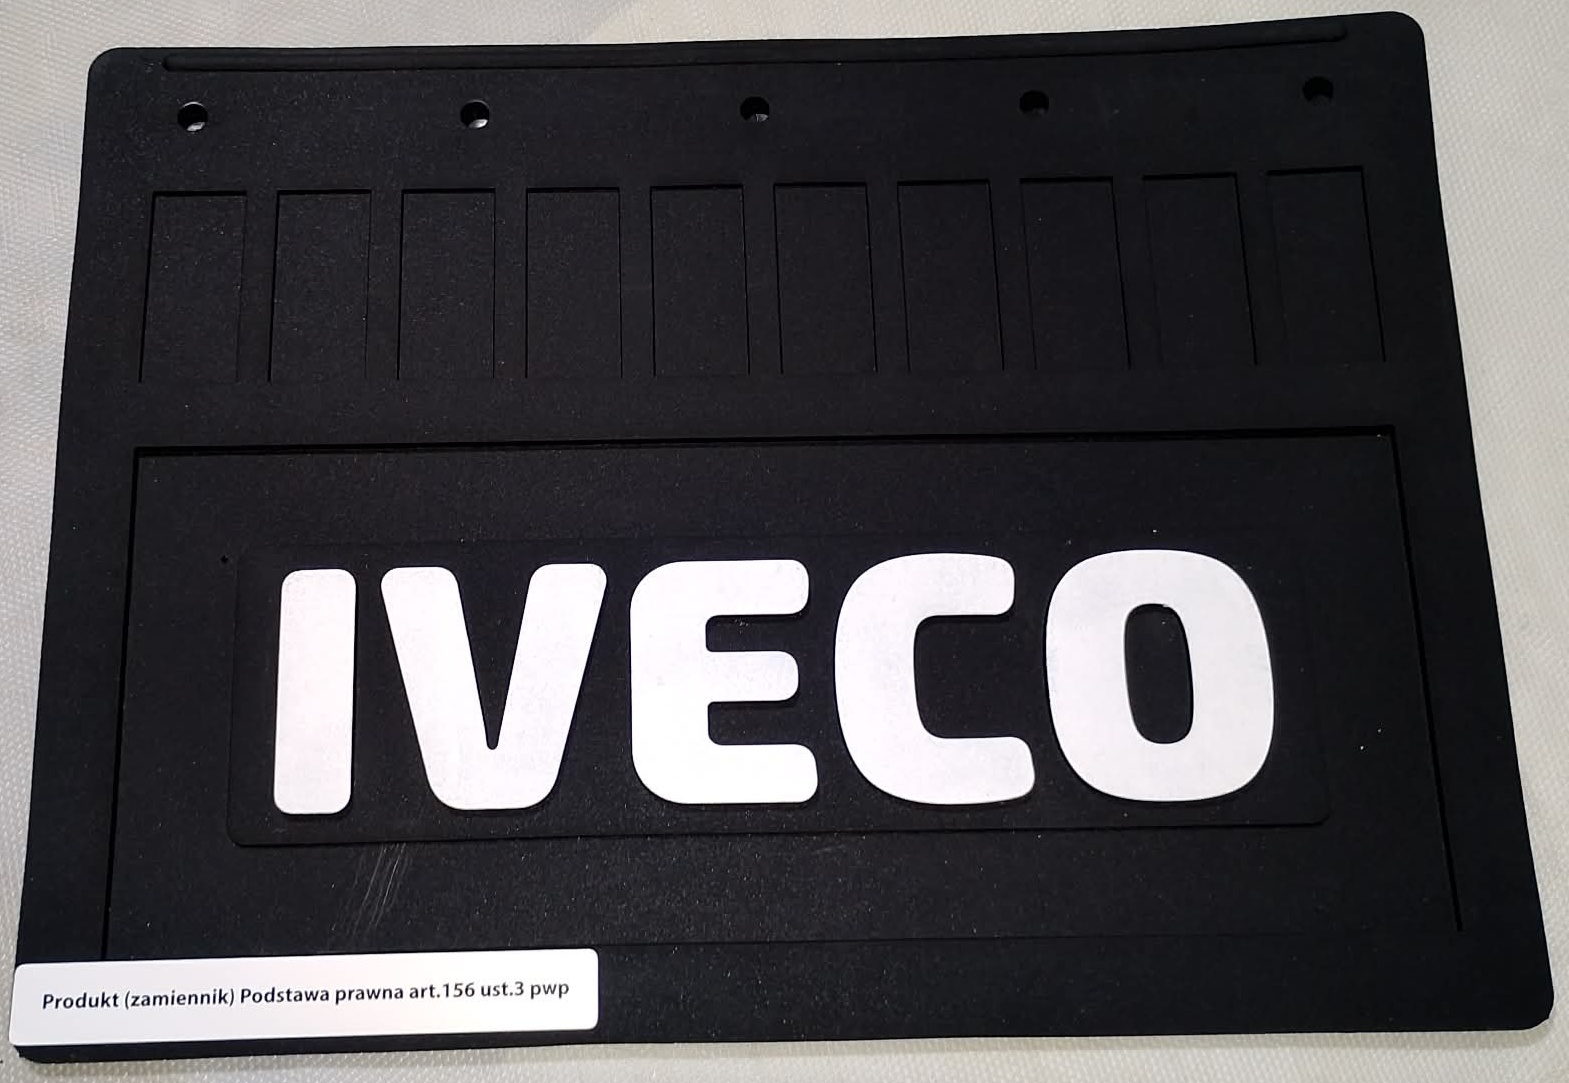 IVECO
Produkt (zamiennik) Podstawa prawna art.156 ust.3 pwp